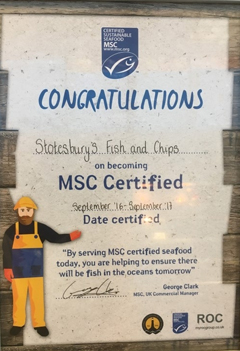 CERTIFIED
SUSTAINABLE
SEAFOOD
MSC
www.msc.org
CONGRATULATIONS
Stotesbury's Fish and Chips
on becoming
MSC Certified
September '16 - September '17
Date certified
"By serving MSC certified seafood
today, you are helping to ensure there
will be fish in the oceans tomorrow"
George Clark
MSC, UK Commercial Manager
ROC